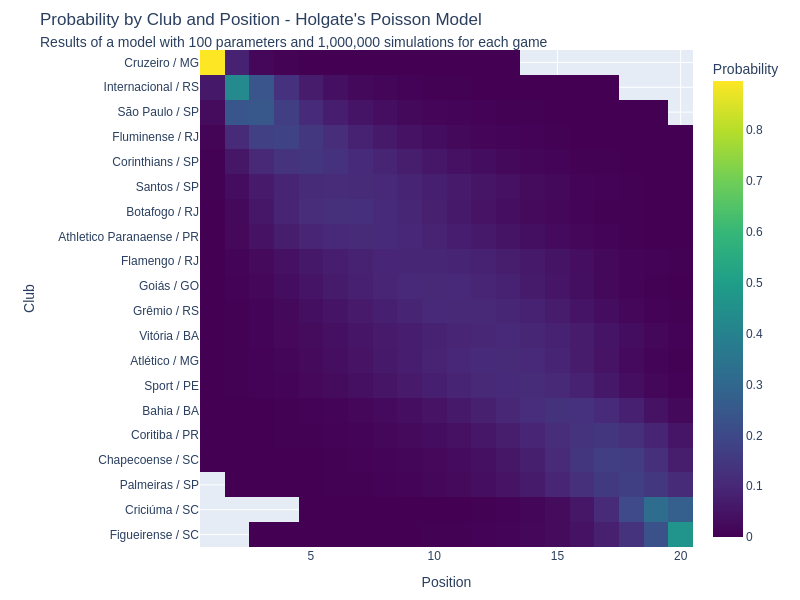 Probability by Club and Position - Holgate's Poisson Model
Results of a model with 100 parameters and 1,000,000 simulations for each game
Probability
Club
Cruzeiro / MG
Internacional / RS
São Paulo / SP
Fluminense / RJ
Corinthians / SP
Santos / SP
Botafogo / RJ
Athletico Paranaense / PR
Flamengo / RJ
Goiás / GO
Grêmio / RS
Vitória / BA
Atlético / MG
Sport / PE
Bahia / BA
Coritiba / PR
Chapecoense / SC
Palmeiras / SP
Criciúma / SC
Figueirense / SC
0.8
0.7
0.6
0.5
0.4
0.3
0.2
0.1
0
5 10 15 20
Position